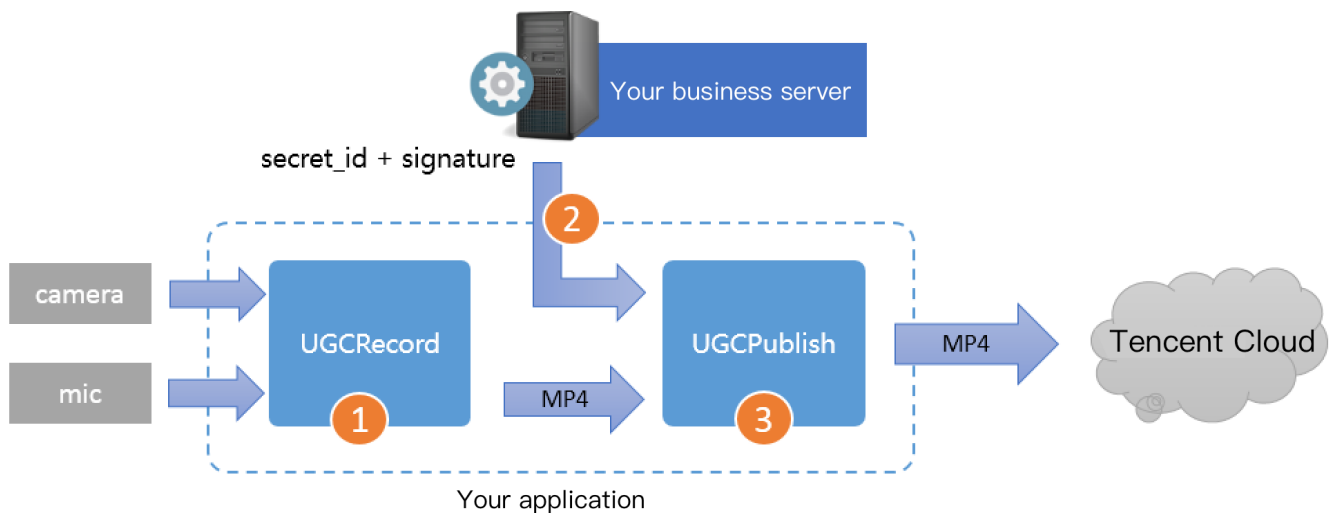 Your business server
secret_id + signature
2
camera
UGCRecord
UGCPublish
MP4
Tencent Cloud
mic
1
MP4
3
Your application